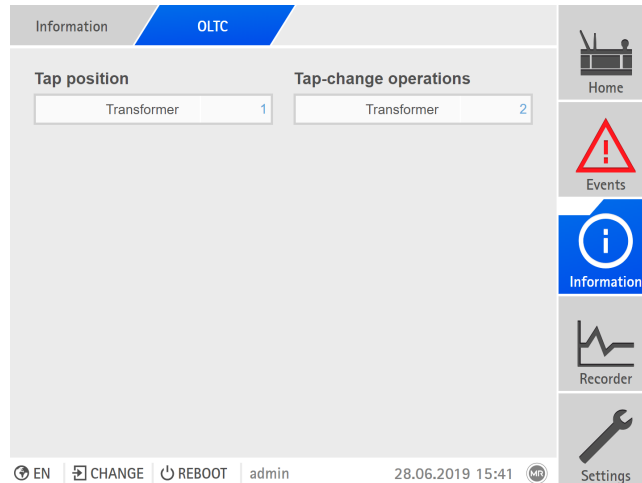 Information OLTC
Tap position Tap-change operations
Transformer 1 Transformer 2
Home
Events
Information
Recorder
Settings
EN CHANGE REBOOT admin 28.06.2019 15:41 MR